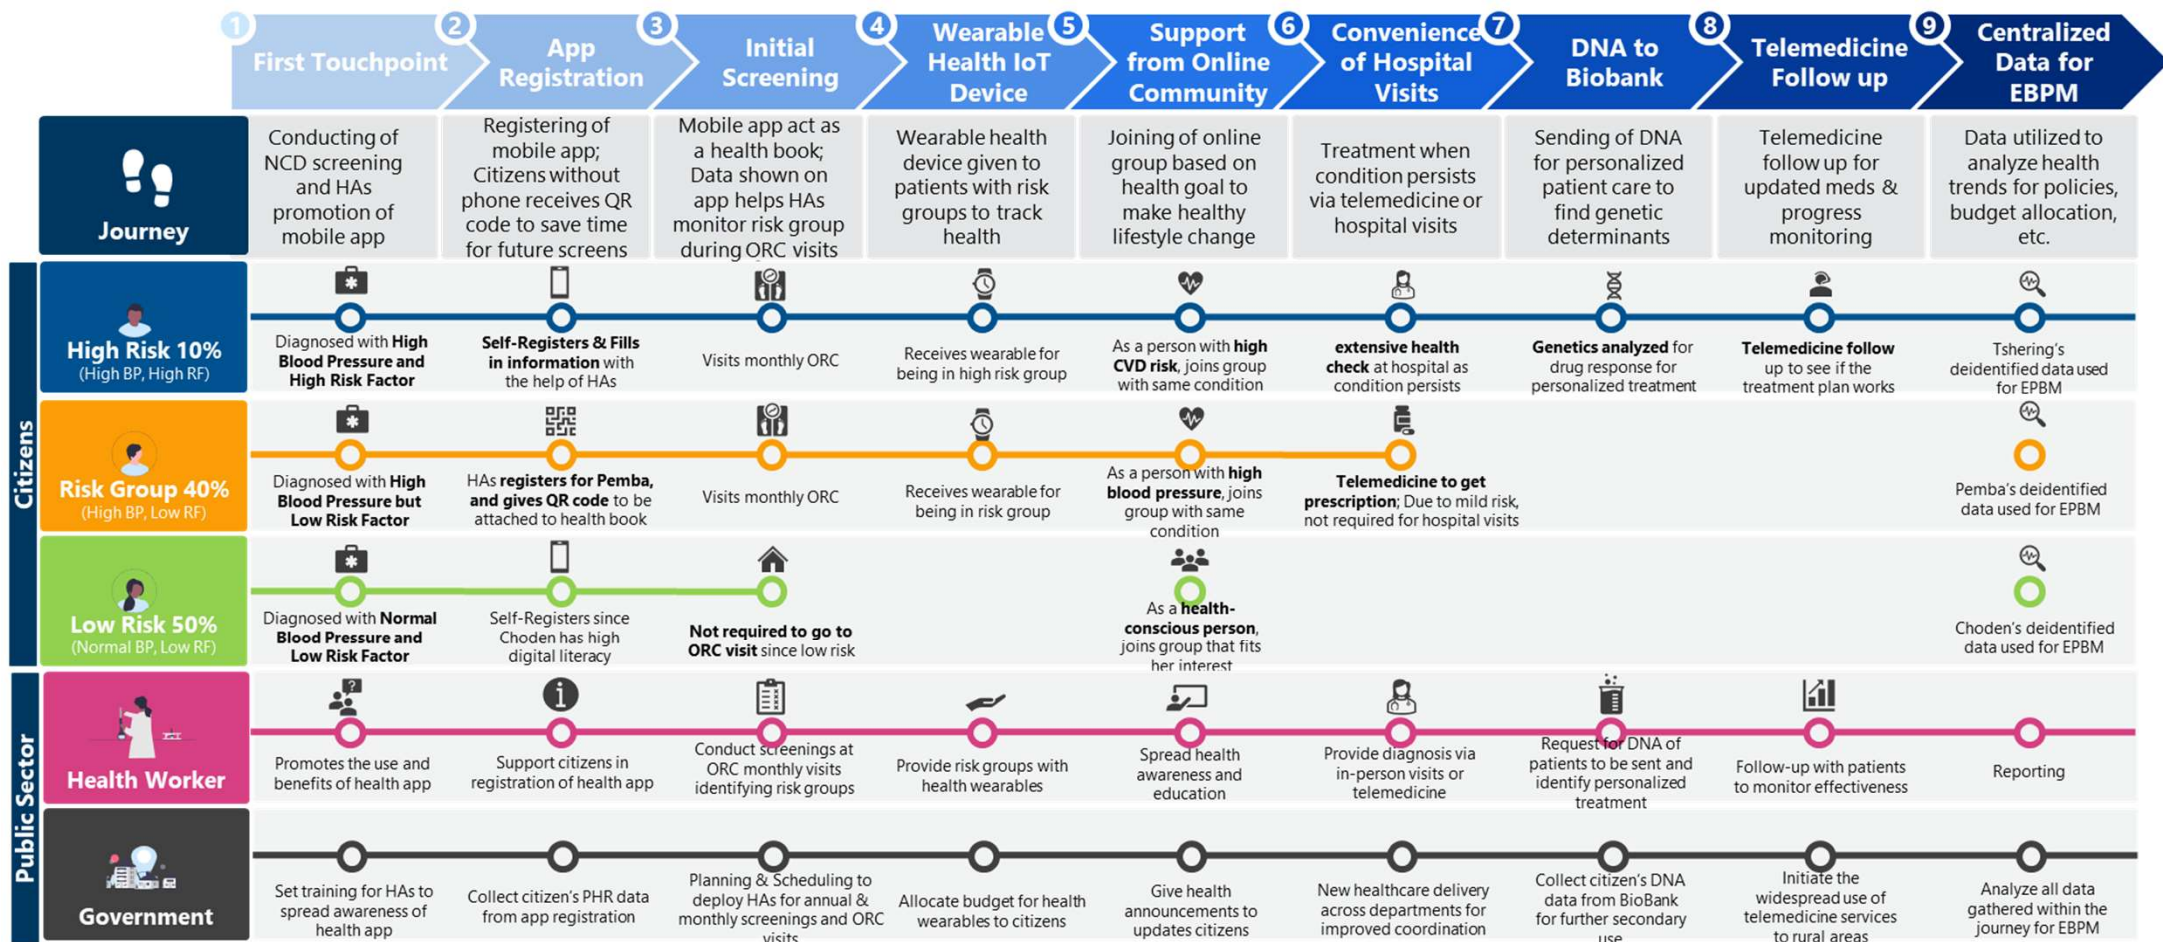 1
First Touchpoint
2
App
Registration
3
Initial
Screening
4
Wearable
Health IoT
Device
5
Support
from Online
Community
6
Convenience
of Hospital
Visits
7
DNA to
Biobank
8
Telemedicine
Follow up
9
Centralized
Data for
EBPM
Journey
Conducting of
NCD screening
and HAs
promotion of
mobile app
Registering of
mobile app;
Citizens without
phone receives QR
code to save time
for future screens
Mobile app act as
a health book;
Data shown on
app helps HAs
monitor risk group
during ORC visits
Wearable health
device given to
patients with risk
groups to track
health
Joining of online
group based on
health goal to
make healthy
lifestyle change
Treatment when
condition persists
via telemedicine or
hospital visits
Sending of DNA
for personalized
patient care to
find genetic
determinants
Telemedicine
follow up for
updated meds &
progress
monitoring
Data utilized to
analyze health
trends for policies,
budget allocation,
etc.
Citizens
High Risk 10%
(High BP, High RF)
Diagnosed with High
Blood Pressure and
High Risk Factor
Self-Registers & Fills
in information with
the help of HAs
Visits monthly ORC
Receives wearable for
being in high risk group
As a person with high
CVD risk, joins group
with same condition
extensive health
check at hospital as
condition persists
Genetics analyzed for
drug response for
personalized treatment
Telemedicine follow
up to see if the
treatment plan works
Tshering's
deidentified data used
for EPBM
Risk Group 40%
(High BP, Low RF)
Diagnosed with High
Blood Pressure but
Low Risk Factor
HAs registers for Pemba,
and gives QR code to be
attached to health book
Visits monthly ORC
Receives wearable for
being in risk group
As a person with high
blood pressure, joins
group with same
condition
Telemedicine to get
prescription; Due to mild risk,
not required for hospital visits
Pemba's deidentified
data used for EPBM
Low Risk 50%
(Normal BP, Low RF)
Diagnosed with Normal
Blood Pressure and
Low Risk Factor
Self-Registers since
Choden has high
digital literacy
Not required to go to
ORC visit since low risk
As a health-
conscious person,
joins group that fits
her interest
Choden's deidentified
data used for EPBM
Public Sector
Health Worker
Promotes the use and
benefits of health app
Support citizens in
registration of health app
Conduct screenings at
ORC monthly visits
identifying risk groups
Provide risk groups with
health wearables
Spread health
awareness and
education
Provide diagnosis via
in-person visits or
telemedicine
Request for DNA of
patients to be sent and
identify personalized
treatment
Follow-up with patients
to monitor effectiveness
Reporting
Government
Set training for HAs to
spread awareness of
health app
Collect citizen's PHR data
from app registration
Planning & Scheduling to
deploy HAs for annual &
monthly screenings and ORC
visits
Allocate budget for health
wearables to citizens
Give health
announcements to
updates citizens
New healthcare delivery
across departments for
improved coordination
Collect citizen's DNA
data from BioBank
for further secondary
use
Initiate the
widespread use of
telemedicine services
to rural areas
Analyze all data
gathered within the
journey for EBPM